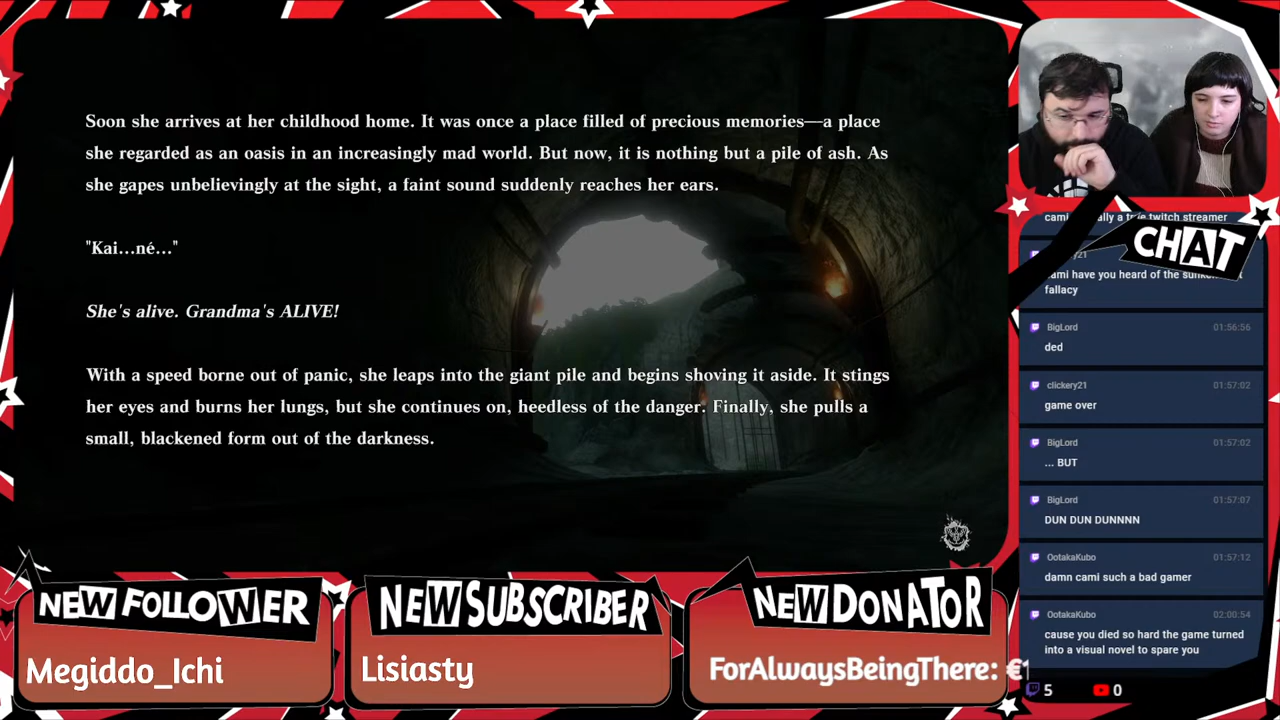 Soon she arrives at her childhood home. It was once a place filled of precious memories—a place
she regarded as an oasis in an increasingly mad world. But now, it is nothing but a pile of ash. As
she gapes unbelievingly at the sight, a faint sound suddenly reaches her ears.
"Kai...né..."
She's alive. Grandma's ALIVE!
With a speed borne out of panic, she leaps into the giant pile and begins shoving it aside. It stings
her eyes and burns her lungs, but she continues on, heedless of the danger. Finally, she pulls a
small, blackened form out of the darkness.
CHAT
a true twitch streamer
have you heard of the
fallacy
BigLord 01:56:56
ded
clickery21 01:57:02
game over
BigLord 01:57:02
... BUT
BigLord 01:57:07
DUN DUN DUNNNN
OotakaKubo 01:57:12
damn cami such a bad gamer
OotakaKubo 02:00:54
cause you died so hard the game turned
into a visual novel to spare you
5 0
NEW FOLLOWER
Megiddo_Ichi
NEW SUBSCRIBER
Lisiasty
NEW DONATOR
ForAlwaysBeingThere: €